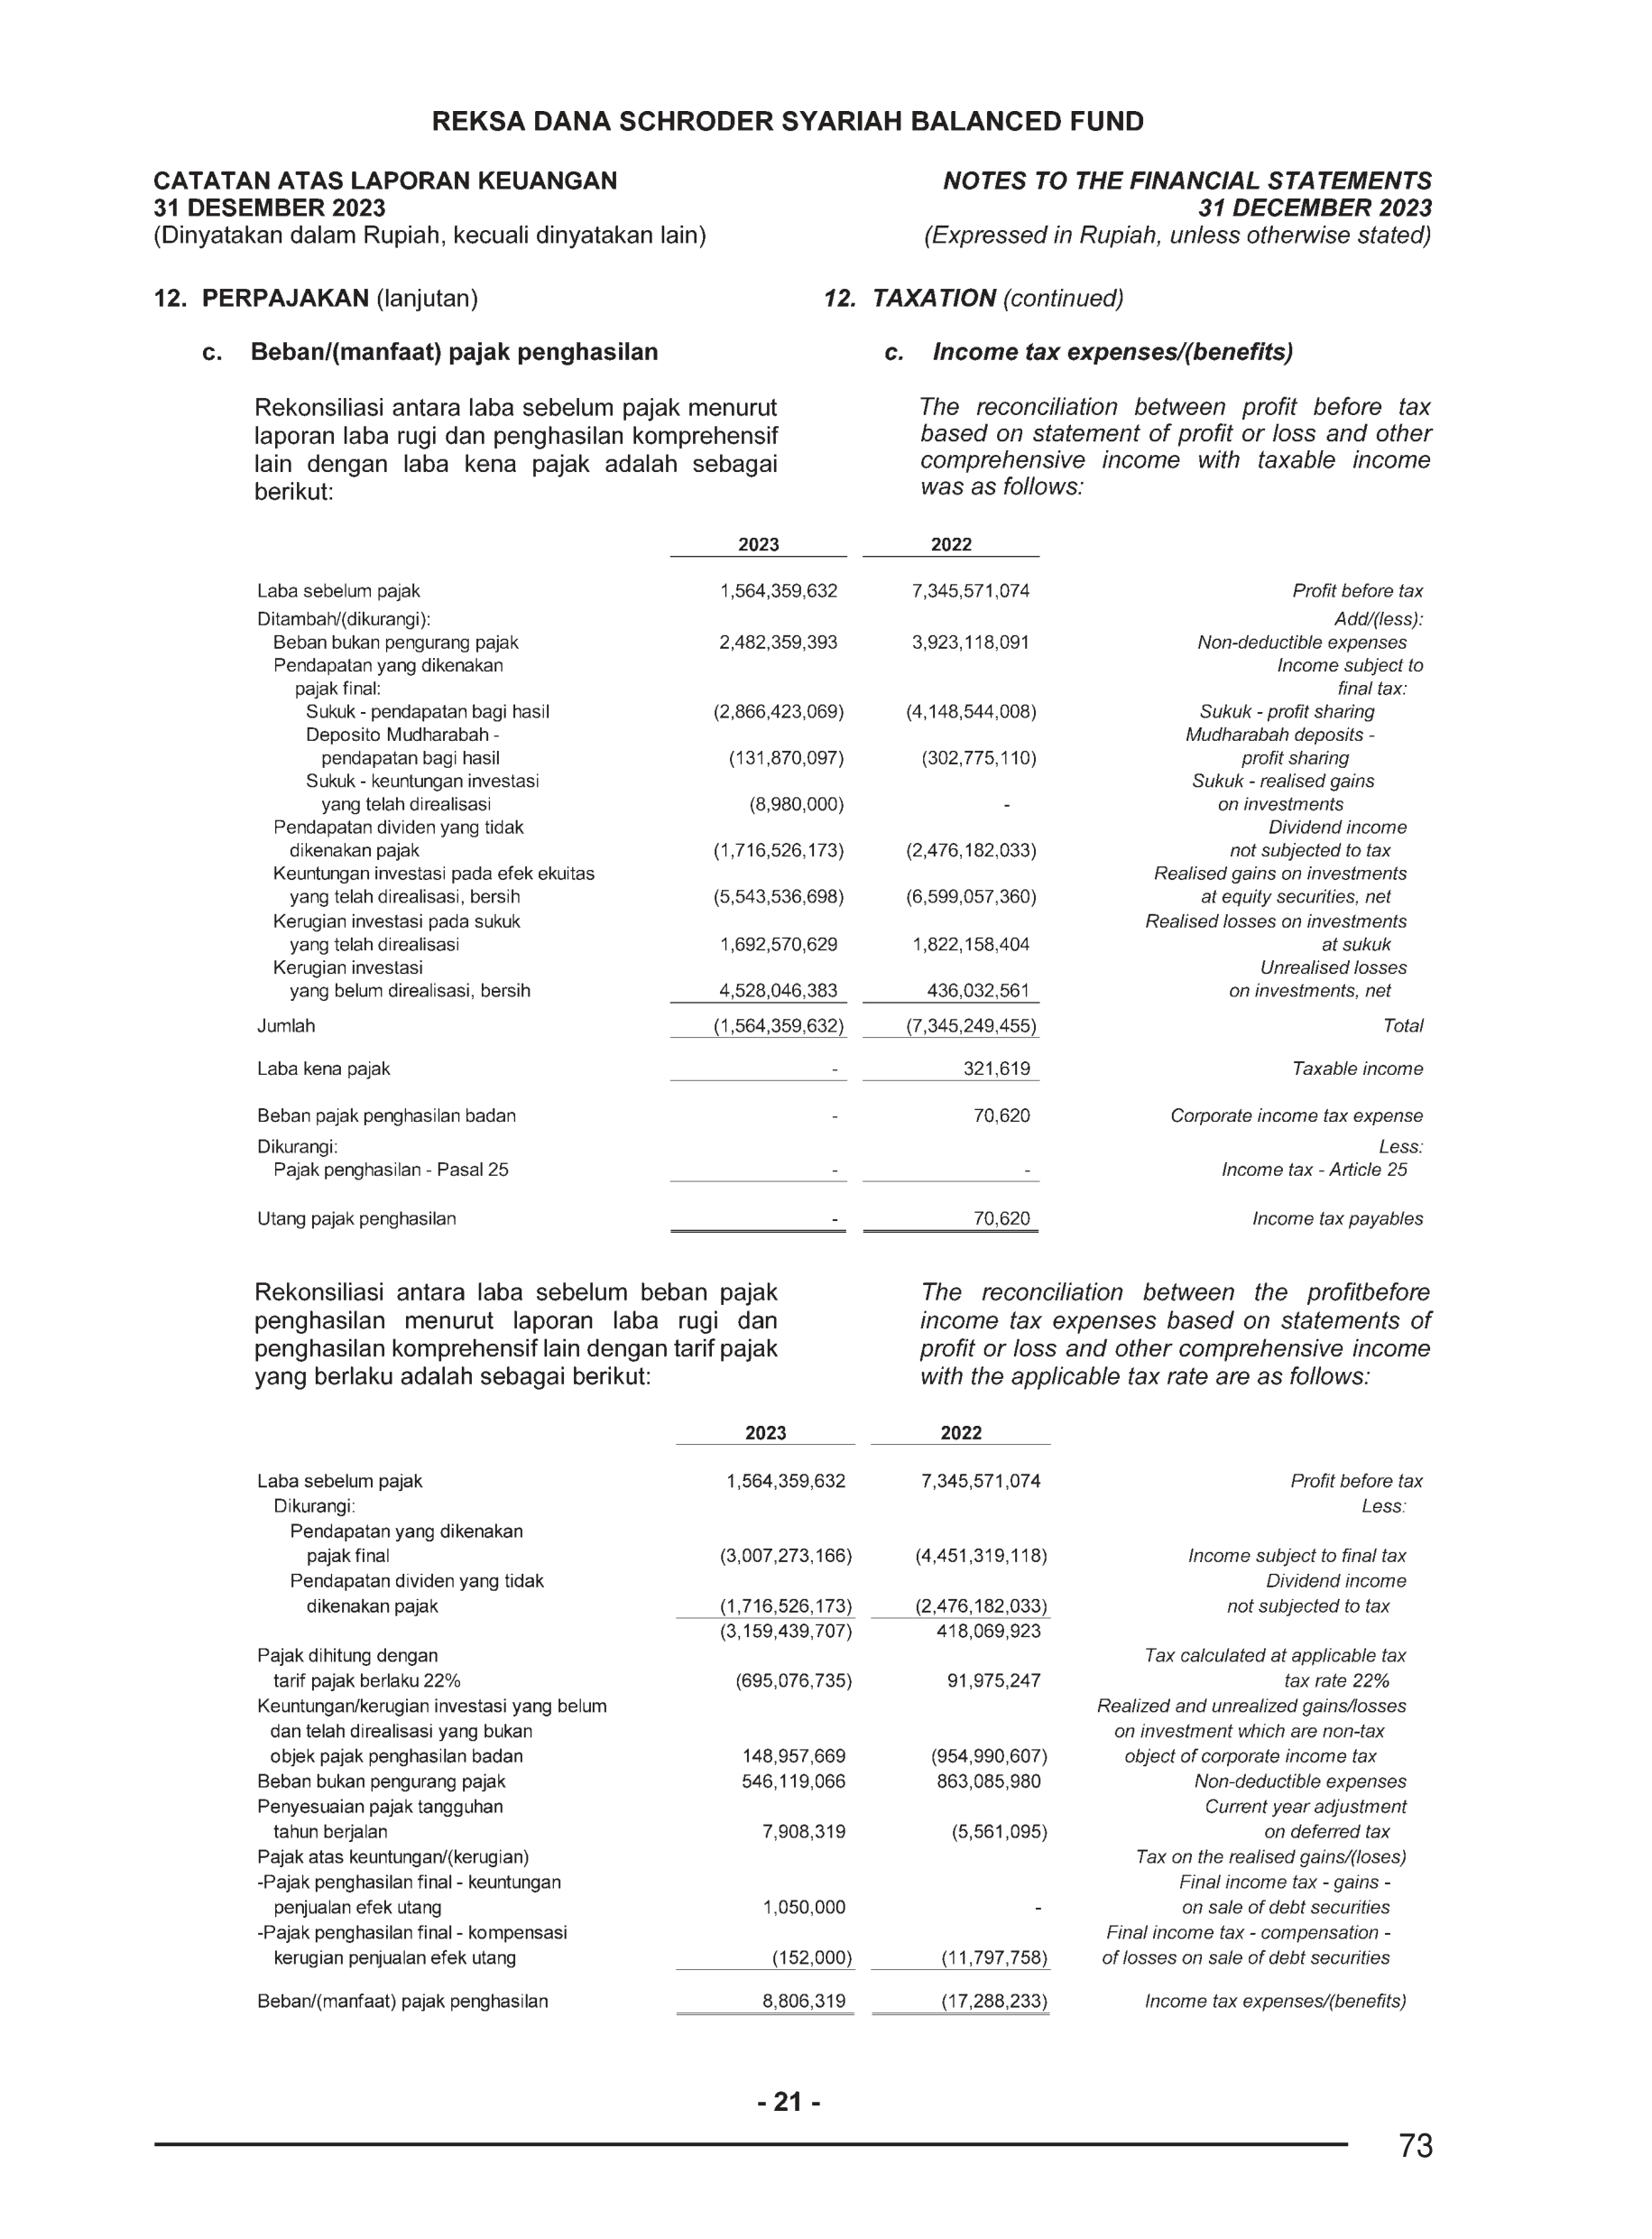 REKSA DANA SCHRODER SYARIAH BALANCED FUND
CATATAN ATAS LAPORAN KEUANGAN
31 DESEMBER 2023
(Dinyatakan dalam Rupiah, kecuali dinyatakan lain)
NOTES TO THE FINANCIAL STATEMENTS
31 DECEMBER 2023
(Expressed in Rupiah, unless otherwise stated)
12. PERPAJAKAN (lanjutan)
12. TAXATION (continued)
c. Beban/(manfaat) pajak penghasilan
c. Income tax expenses/(benefits)
Rekonsiliasi antara laba sebelum pajak menurut
laporan laba rugi dan penghasilan komprehensif
lain dengan laba kena pajak adalah sebagai
berikut:
The reconciliation between profit before tax
based on statement of profit or loss and other
comprehensive income with taxable income
was as follows:
2023 2022
Laba sebelum pajak 1,564,359,632 7,345,571,074 Profit before tax
Ditambah/(dikurangi): Add/(less):
Beban bukan pengurang pajak 2,482,359,393 3,923,118,091 Non-deductible expenses
Pendapatan yang dikenakan Income subject to
pajak final: final tax:
Sukuk - pendapatan bagi hasil (2,866,423,069) (4,148,544,008) Sukuk - profit sharing
Deposito Mudharabah - Mudharabah deposits -
pendapatan bagi hasil (131,870,097) (302,775,110) profit sharing
Sukuk - keuntungan investasi Sukuk - realised gains
yang telah direalisasi (8,980,000) - on investments
Pendapatan dividen yang tidak Dividend income
dikenakan pajak (1,716,526,173) (2,476,182,033) not subjected to tax
Keuntungan investasi pada efek ekuitas Realised gains on investments
yang telah direalisasi, bersih (5,543,536,698) (6,599,057,360) at equity securities, net
Kerugian investasi pada sukuk Realised losses on investments
yang telah direalisasi 1,692,570,629 1,822,158,404 at sukuk
Kerugian investasi Unrealised losses
yang belum direalisasi, bersih 4,528,046,383 436,032,561 on investments, net
Jumlah (1,564,359,632) (7,345,249,455) Total
Laba kena pajak - 321,619 Taxable income
Beban pajak penghasilan badan - 70,620 Corporate income tax expense
Dikurangi: Less:
Pajak penghasilan - Pasal 25 - - Income tax - Article 25
Utang pajak penghasilan - 70,620 Income tax payables
Rekonsiliasi antara laba sebelum beban pajak
penghasilan menurut laporan laba rugi dan
penghasilan komprehensif lain dengan tarif pajak
yang berlaku adalah sebagai berikut:
The reconciliation between the profitbefore
income tax expenses based on statements of
profit or loss and other comprehensive income
with the applicable tax rate are as follows:
2023 2022
Laba sebelum pajak 1,564,359,632 7,345,571,074 Profit before tax
Dikurangi: Less:
Pendapatan yang dikenakan
pajak final (3,007,273,166) (4,451,319,118) Income subject to final tax
Pendapatan dividen yang tidak Dividend income
dikenakan pajak (1,716,526,173) (2,476,182,033) not subjected to tax
(3,159,439,707) 418,069,923
Pajak dihitung dengan Tax calculated at applicable tax
tarif pajak berlaku 22% (695,076,735) 91,975,247 tax rate 22%
Keuntungan/kerugian investasi yang belum Realized and unrealized gains/losses
dan telah direalisasi yang bukan on investment which are non-tax
objek pajak penghasilan badan 148,957,669 (954,990,607) object of corporate income tax
Beban bukan pengurang pajak 546,119,066 863,085,980 Non-deductible expenses
Penyesuaian pajak tangguhan Current year adjustment
tahun berjalan 7,908,319 (5,561,095) on deferred tax
Pajak atas keuntungan/(kerugian) Tax on the realised gains/(loses)
-Pajak penghasilan final - keuntungan Final income tax - gains -
penjualan efek utang 1,050,000 - on sale of debt securities
-Pajak penghasilan final - kompensasi Final income tax - compensation -
kerugian penjualan efek utang (152,000) (11,797,758) of losses on sale of debt securities
Beban/(manfaat) pajak penghasilan 8,806,319 (17,288,233) Income tax expenses/(benefits)
- 21 -
73